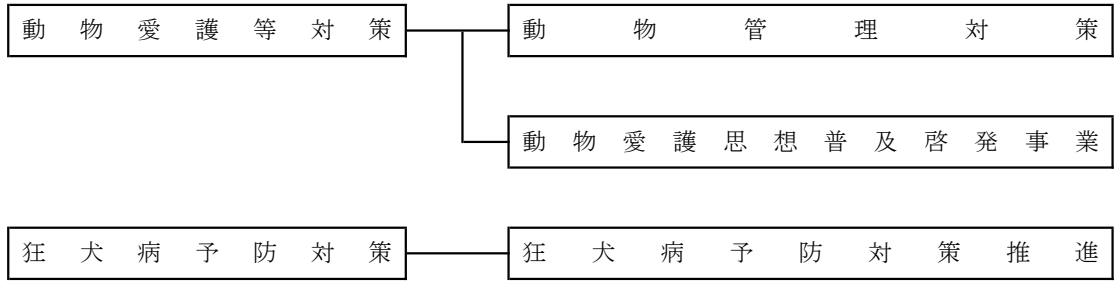 動物愛護等対策
動物管理対策
動物愛護思想普及啓発事業
狂犬病予防対策
狂犬病予防対策推進